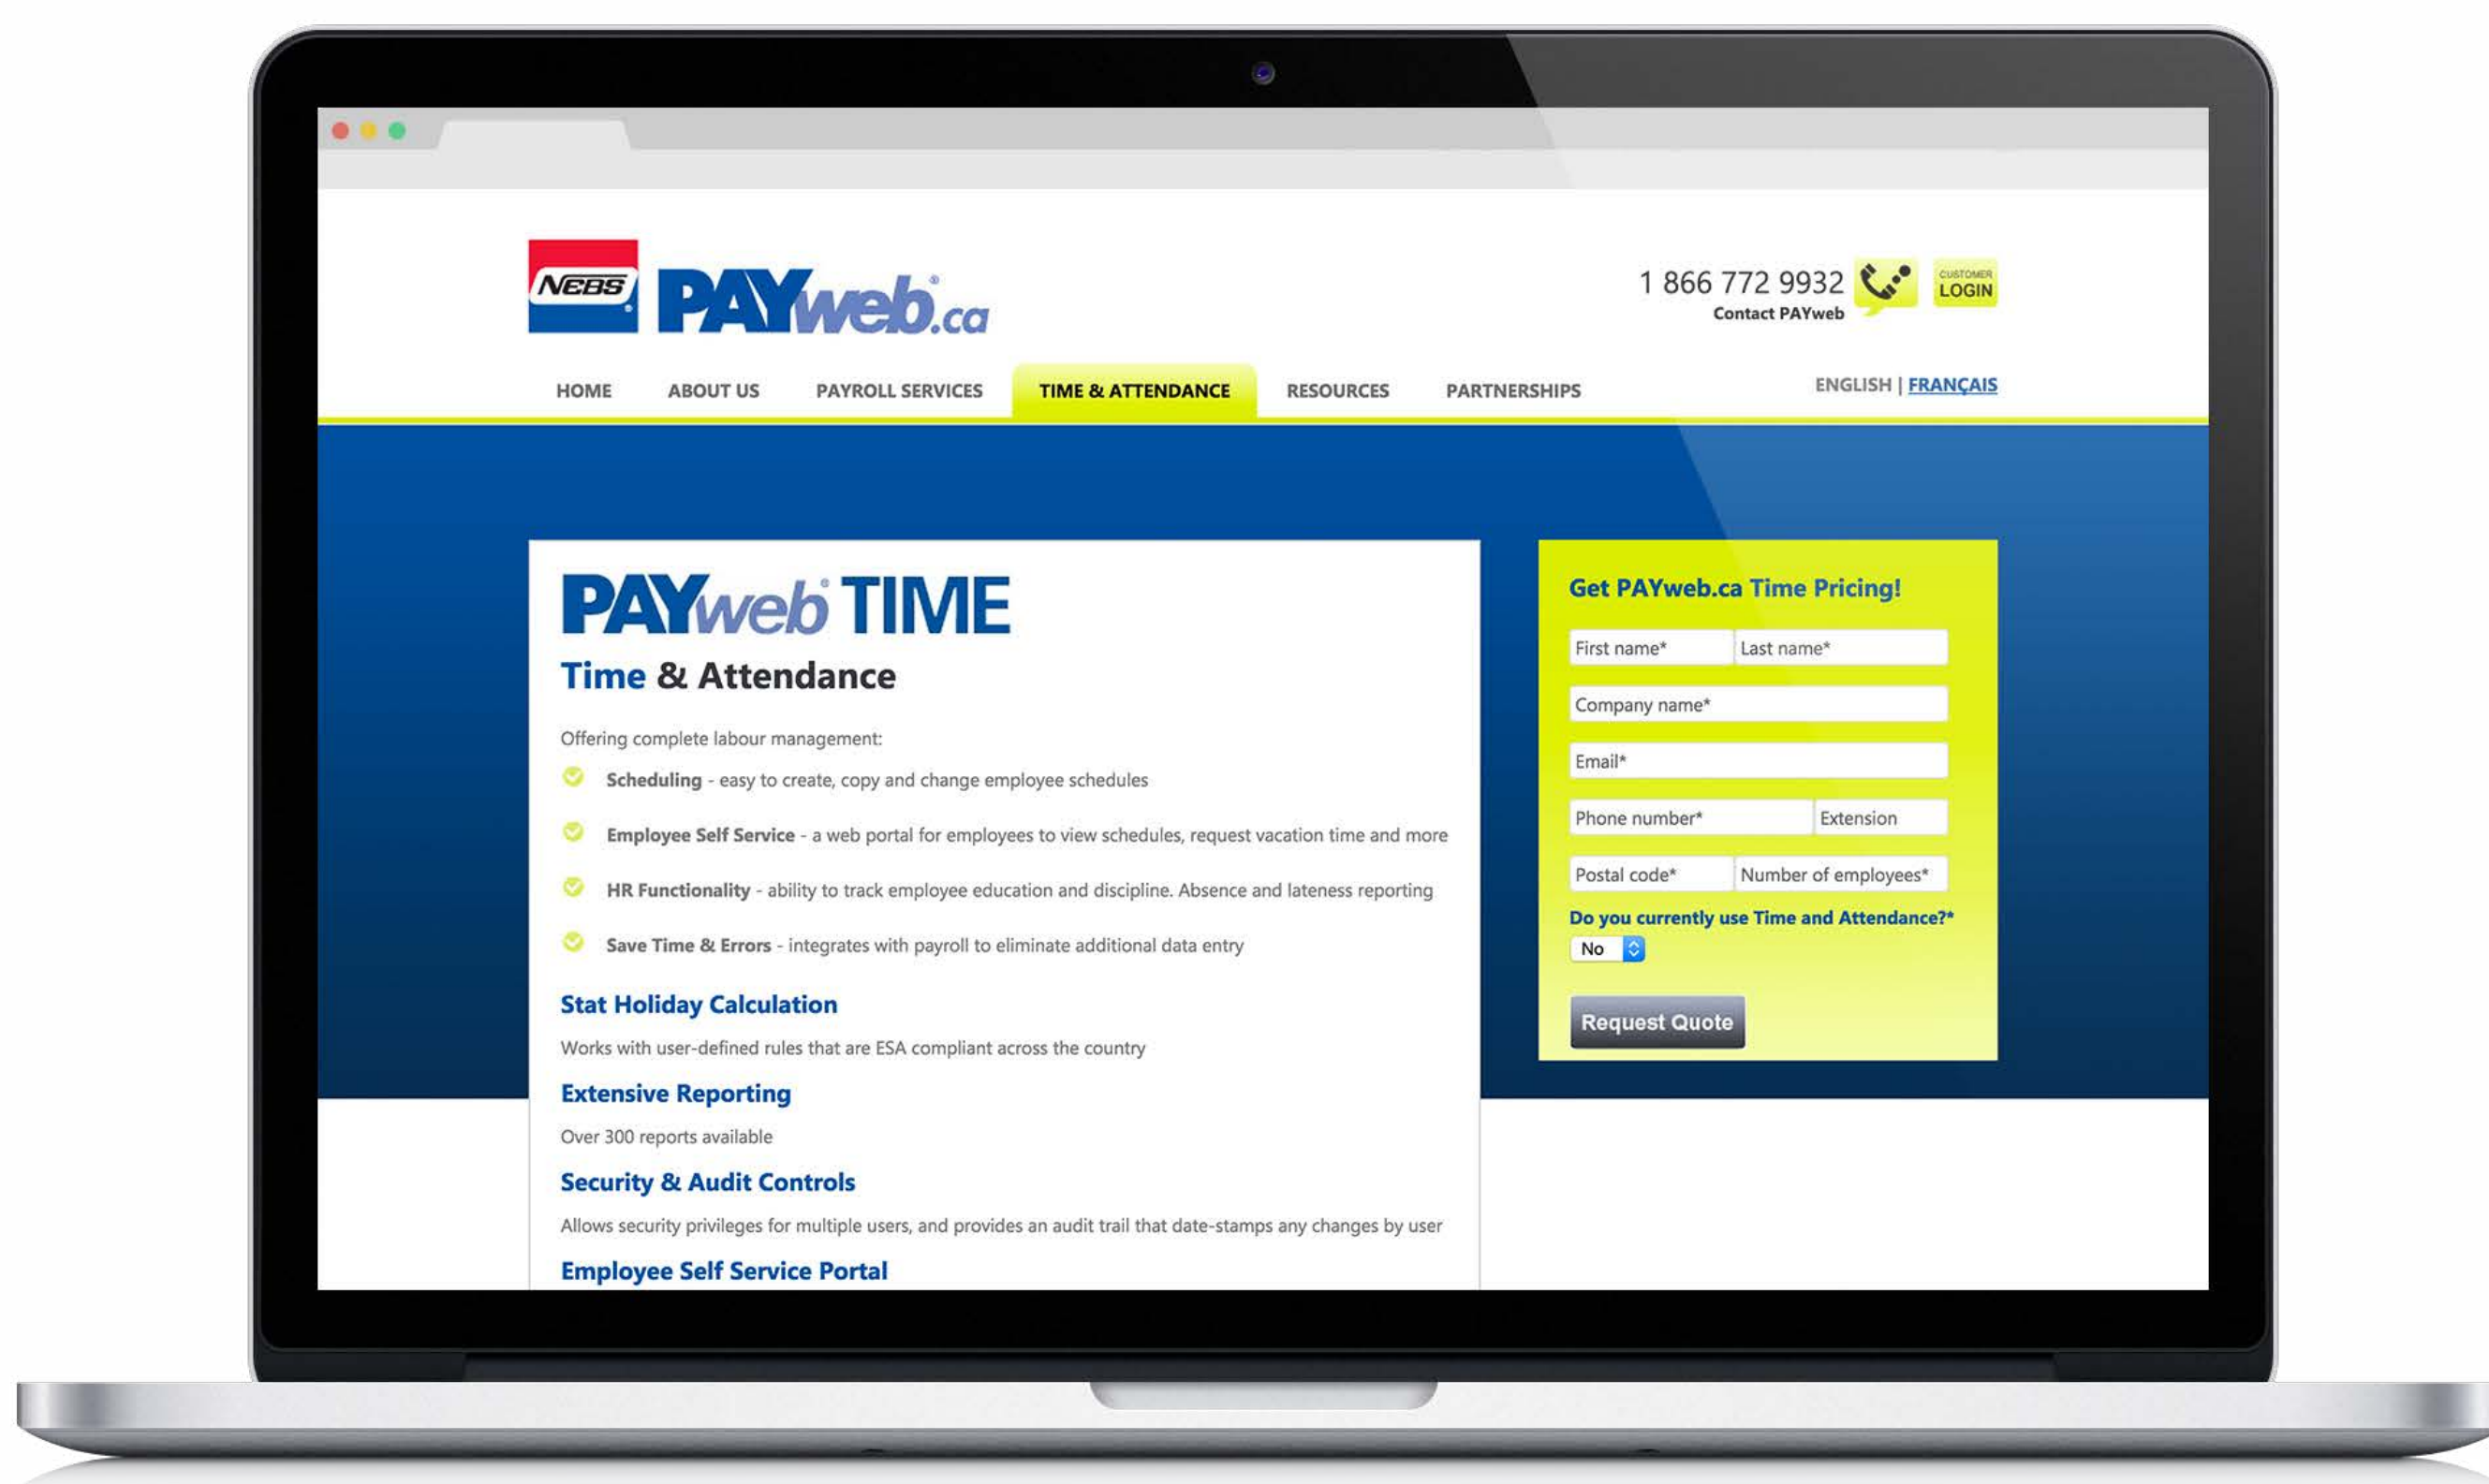 NEBS
PAYweb.ca
1 866 772 9932
Contact PAYweb
CUSTOMER
LOGIN
HOME ABOUT US PAYROLL SERVICES TIME & ATTENDANCE RESOURCES PARTNERSHIPS ENGLISH | FRANÇAIS
PAYweb TIME
Time & Attendance
Offering complete labour management:
Scheduling - easy to create, copy and change employee schedules
Employee Self Service - a web portal for employees to view schedules, request vacation time and more
HR Functionality - ability to track employee education and discipline. Absence and lateness reporting
Save Time & Errors - integrates with payroll to eliminate additional data entry
Stat Holiday Calculation
Works with user-defined rules that are ESA compliant across the country
Extensive Reporting
Over 300 reports available
Security & Audit Controls
Allows security privileges for multiple users, and provides an audit trail that date-stamps any changes by user
Employee Self Service Portal
Get PAYweb.ca Time Pricing!
First name* Last name*
Company name*
Email*
Phone number* Extension
Postal code* Number of employees*
Do you currently use Time and Attendance?*
No
Request Quote